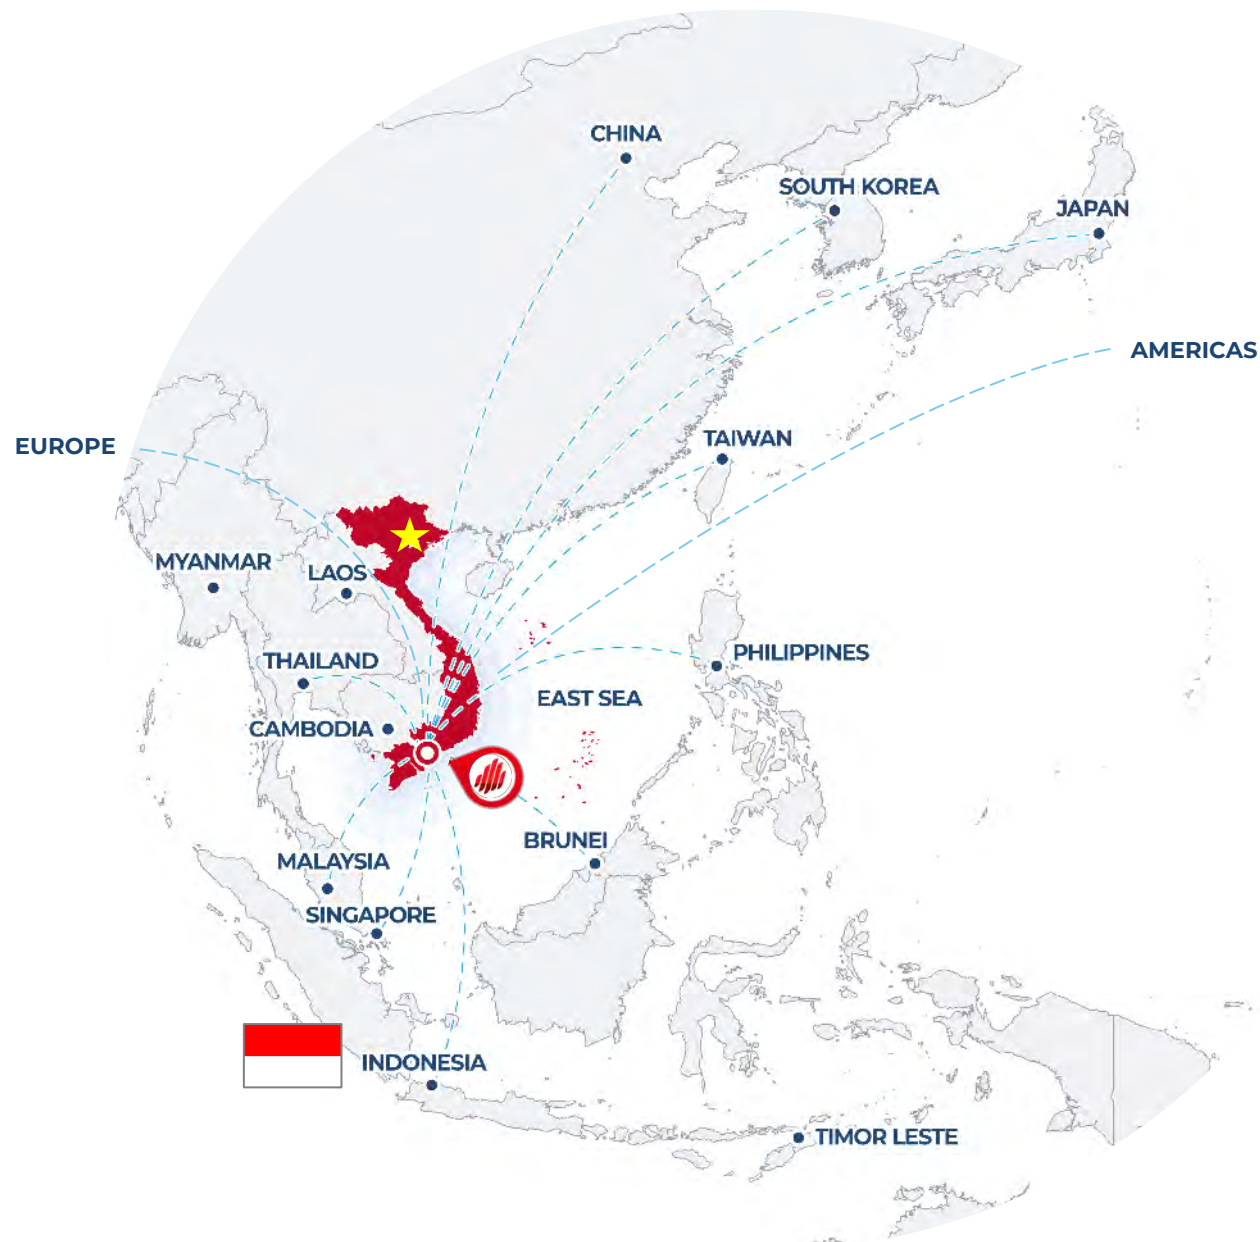 CHINA
SOUTH KOREA
JAPAN
AMERICAS
TAIWAN
EUROPE
MYANMAR
LAOS
PHILIPPINES
THAILAND
EAST SEA
CAMBODIA
BRUNEI
MALAYSIA
SINGAPORE
INDONESIA
TIMOR LESTE